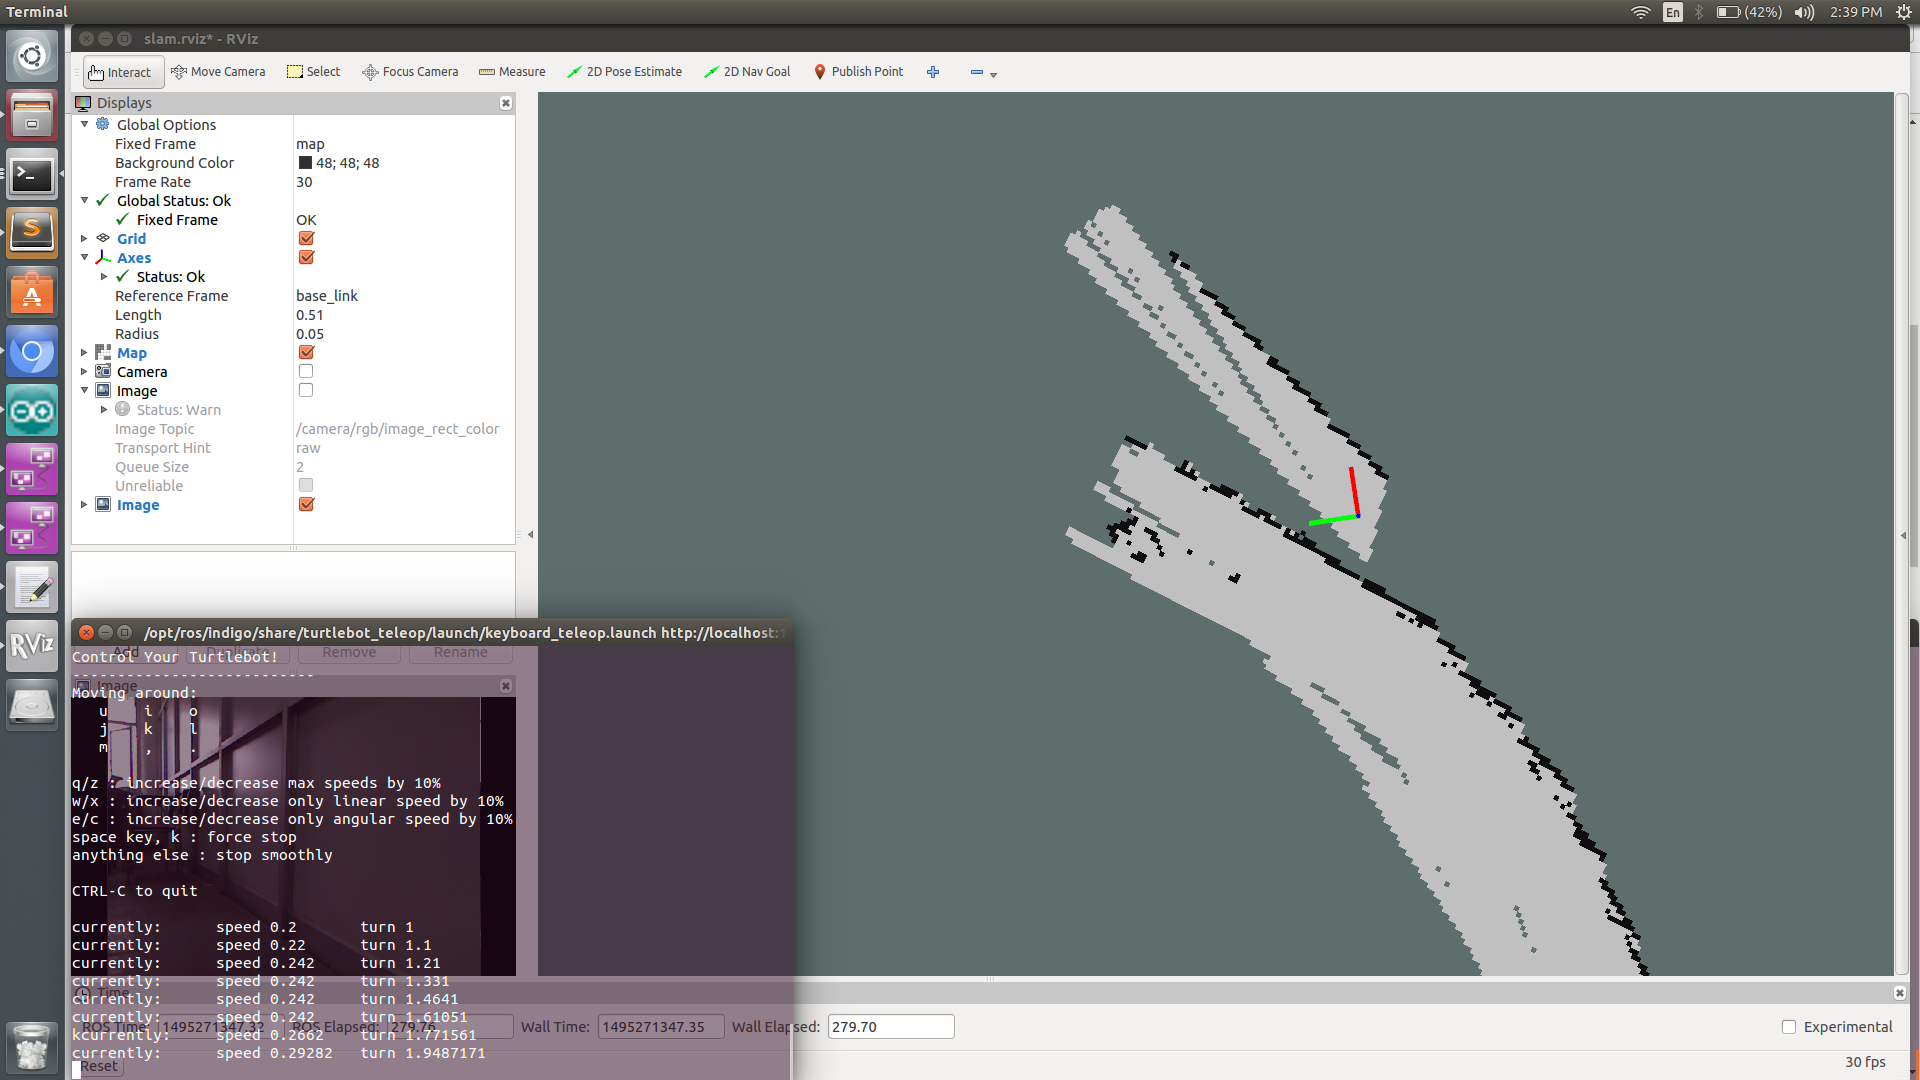 Terminal
En
(42%)
2:39 PM
slam.rviz* - RViz
Interact
Move Camera
Select
Focus Camera
Measure
2D Pose Estimate
2D Nav Goal
Publish Point
Displays
Global Options
Fixed Frame map
Background Color 48; 48; 48
Frame Rate 30
Global Status: Ok
Fixed Frame OK
Grid
Axes
Status: Ok
Reference Frame base_link
Length 0.51
Radius 0.05
Map
Camera
Image
Status: Warn
Image Topic /camera/rgb/image_rect_color
Transport Hint raw
Queue Size 2
Unreliable
Image
/opt/ros/indigo/share/turtlebot_teleop/launch/keyboard_teleop.launch http://localhost:1
Add Duplicate Remove Rename
Control Your Turtlebot!
---------------------------
Image
Moving around:
u i o
j k l
m , .
q/z : increase/decrease max speeds by 10%
w/x : increase/decrease only linear speed by 10%
e/c : increase/decrease only angular speed by 10%
space key, k : force stop
anything else : stop smoothly
CTRL-C to quit
currently: speed 0.2 turn 1
currently: speed 0.22 turn 1.1
currently: speed 0.242 turn 1.21
currently: speed 0.242 turn 1.331
currently: speed 0.242 turn 1.4641
currently: speed 0.242 turn 1.61051
kcurrently: speed 0.2662 turn 1.771561
currently: speed 0.29282 turn 1.9487171
Time
ROS Time: 1495271347.32 ROS Elapsed: 279.76 Wall Time: 1495271347.35 Wall Elapsed: 279.70 Experimental
Reset
30 fps
RViz